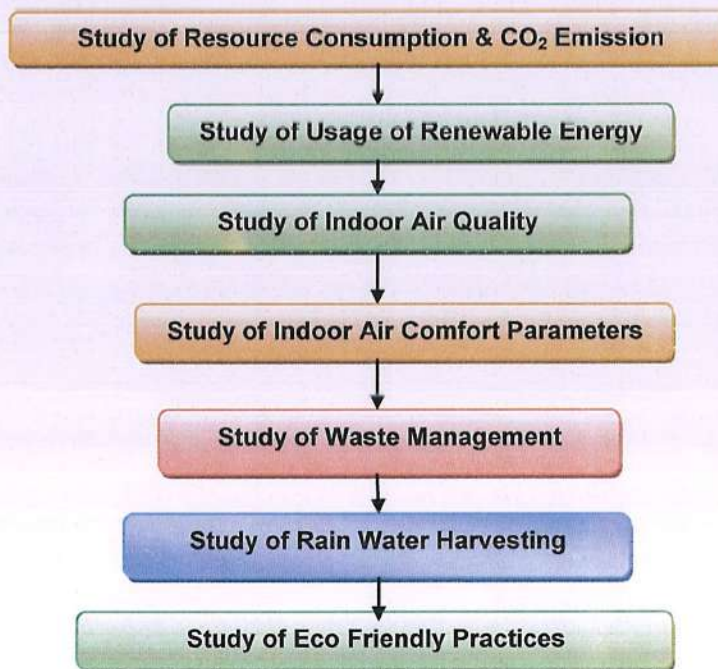 Study of Resource Consumption & CO₂ Emission
Study of Usage of Renewable Energy
Study of Indoor Air Quality
Study of Indoor Air Comfort Parameters
Study of Waste Management
Study of Rain Water Harvesting
Study of Eco Friendly Practices